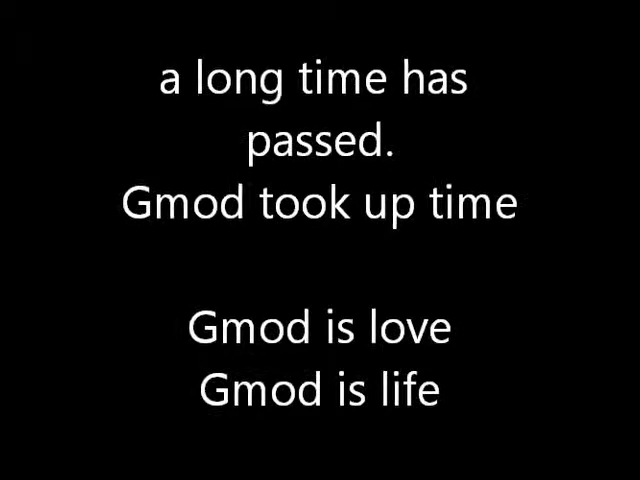 a long time has
passed.
Gmod took up time
Gmod is love
Gmod is life